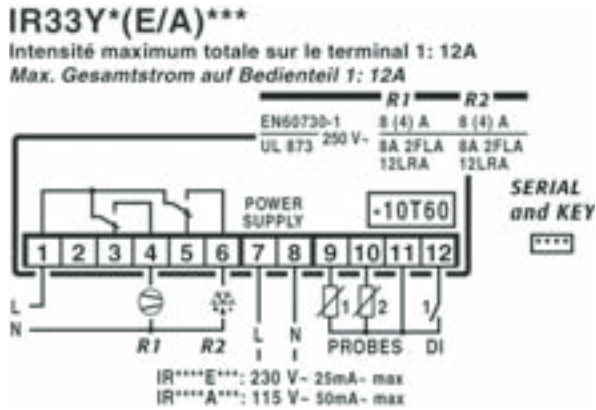 IR33Y*(E/A)***
Intensité maximum totale sur le terminal 1: 12A
Max. Gesamtstrom auf Bedienteil 1: 12A
R1 R2
EN60730-1 8 (4) A 8 (4) A
UL 873 250 V~ 8A 2FLA 8A 2FLA
12LRA 12LRA
SERIAL
and KEY
POWER
SUPPLY
-10T60
1 2 3 4 5 6 7 8 9 10 11 12
L
N
1 2 1
R1 R2 L N PROBES DI
IR****E***: 230 V~ 25mA~ max
IR****A***: 115 V~ 50mA~ max